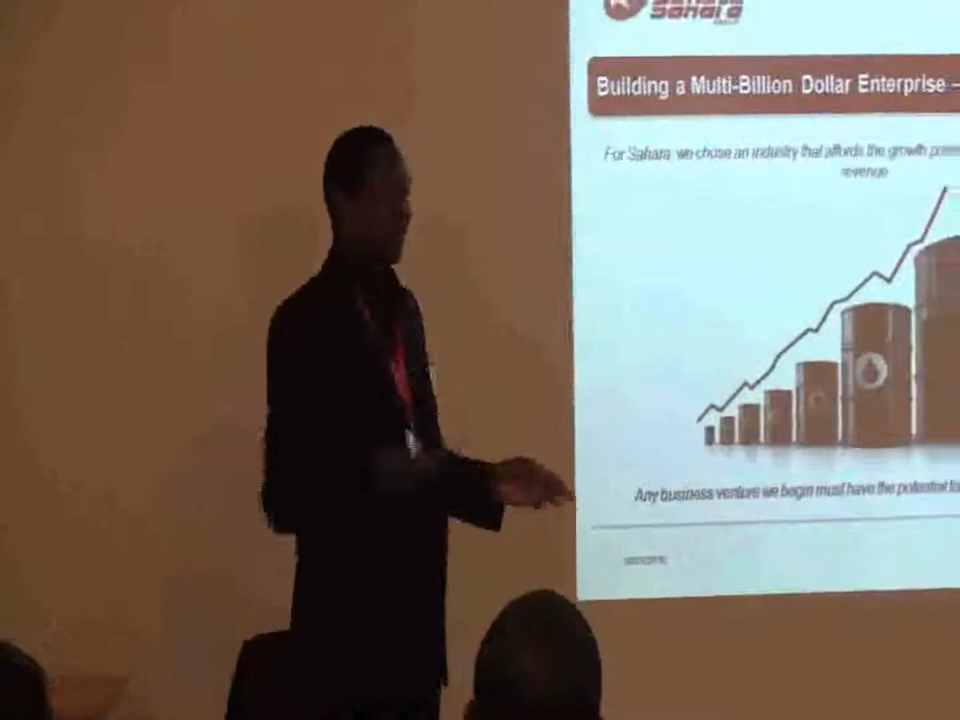 Sahara
Building a Multi-Billion Dollar Enterprise –
For Sahara, we chose an industry that affords the growth
revenue
Any business venture we begin must have the potential